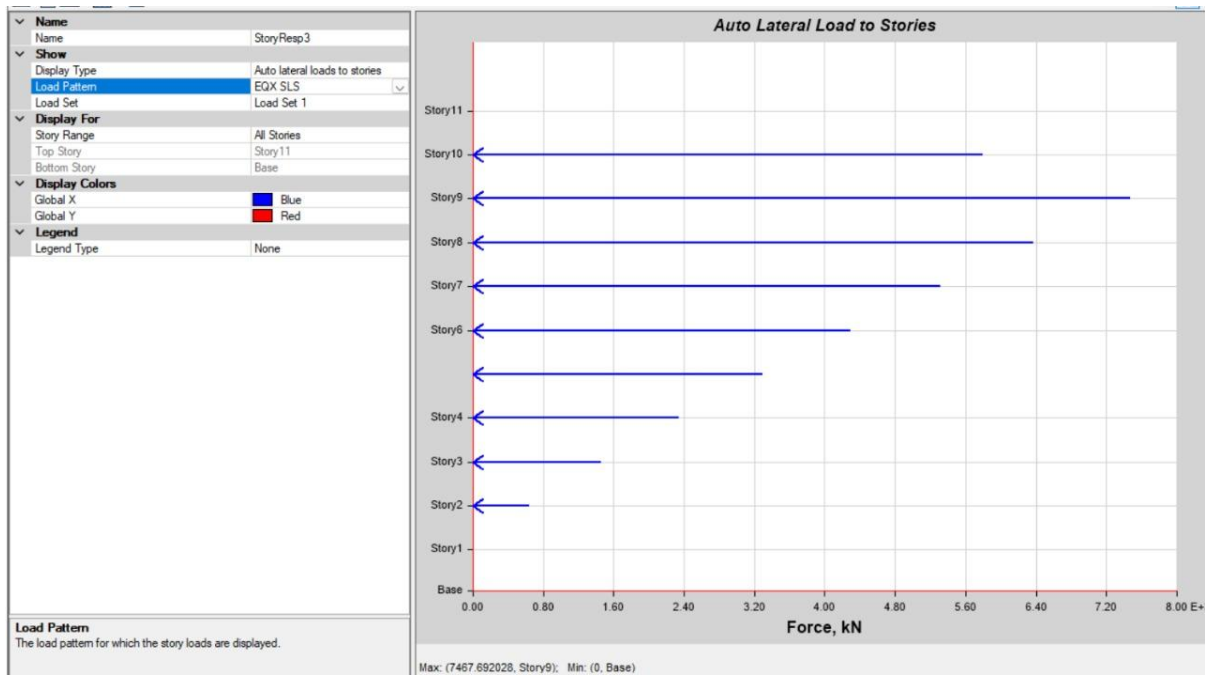 Name
Name StoryResp3
Show
Display Type Auto lateral loads to stories
Load Pattern EQX SLS
Load Set Load Set 1
Display For
Story Range All Stories
Top Story Story11
Bottom Story Base
Display Colors
Global X Blue
Global Y Red
Legend
Legend Type None
Load Pattern
The load pattern for which the story loads are displayed.
Auto Lateral Load to Stories
Story11
Story10
Story9
Story8
Story7
Story6
Story4
Story3
Story2
Story1
Base
0.00 0.80 1.60 2.40 3.20 4.00 4.80 5.60 6.40 7.20 8.00 E+
Force, kN
Max: (7467.692028, Story9); Min: (0, Base)